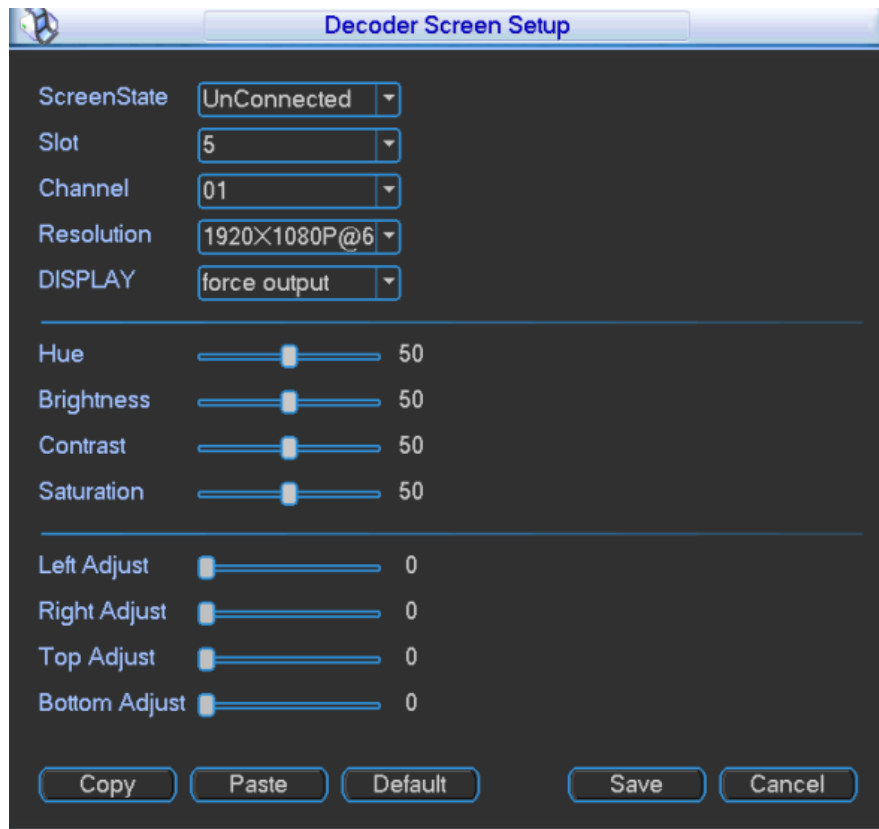 Decoder Screen Setup
ScreenState UnConnected
Slot 5
Channel 01
Resolution 1920X1080P@6
DISPLAY force output
Hue 50
Brightness 50
Contrast 50
Saturation 50
Left Adjust 0
Right Adjust 0
Top Adjust 0
Bottom Adjust 0
Copy Paste Default Save Cancel